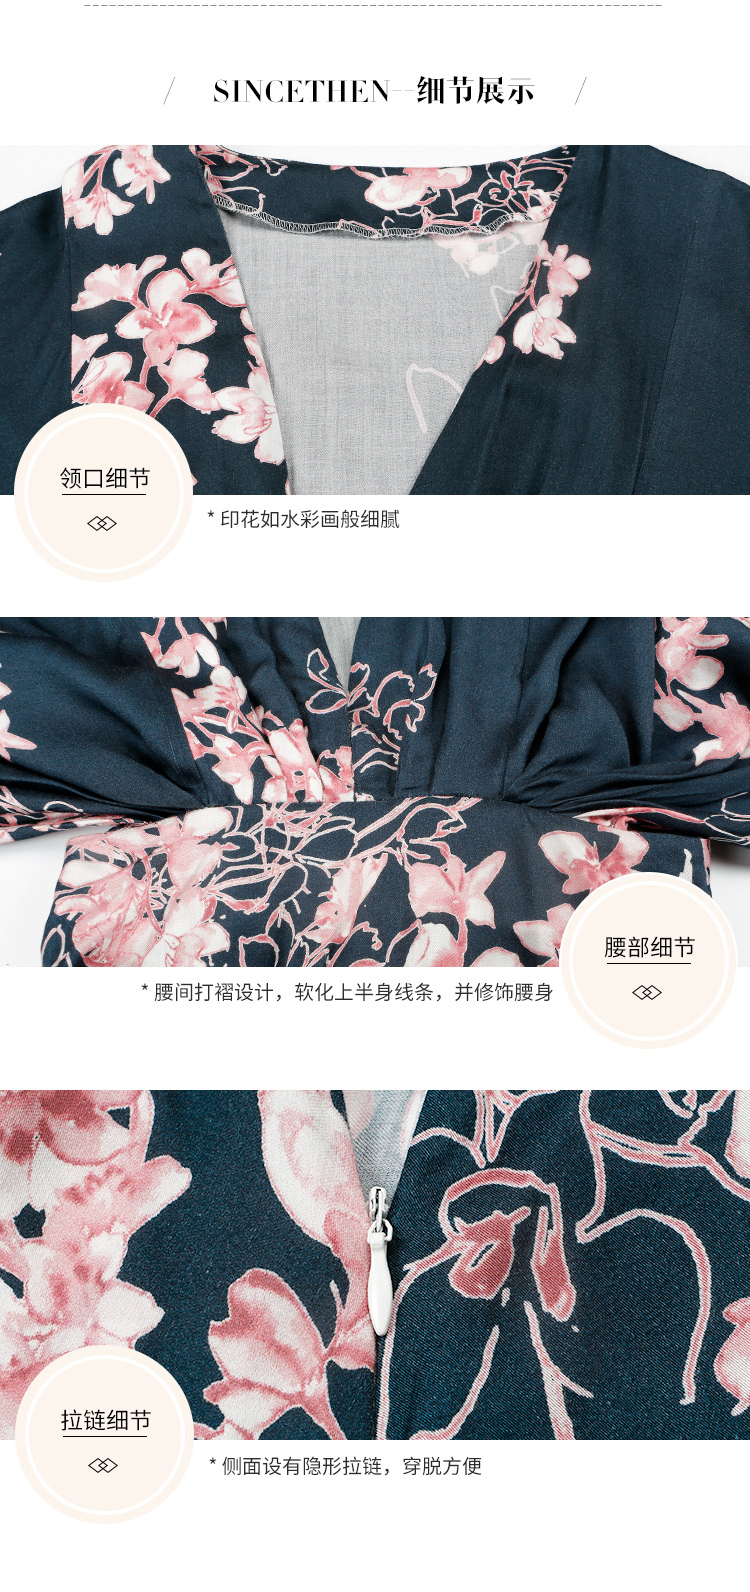 SINCETHEN--细节展示
领口细节
* 印花如水彩画般细腻
腰部细节
* 腰间打褶设计，软化上半身线条，并修饰腰身
拉链细节
* 侧面设有隐形拉链，穿脱方便